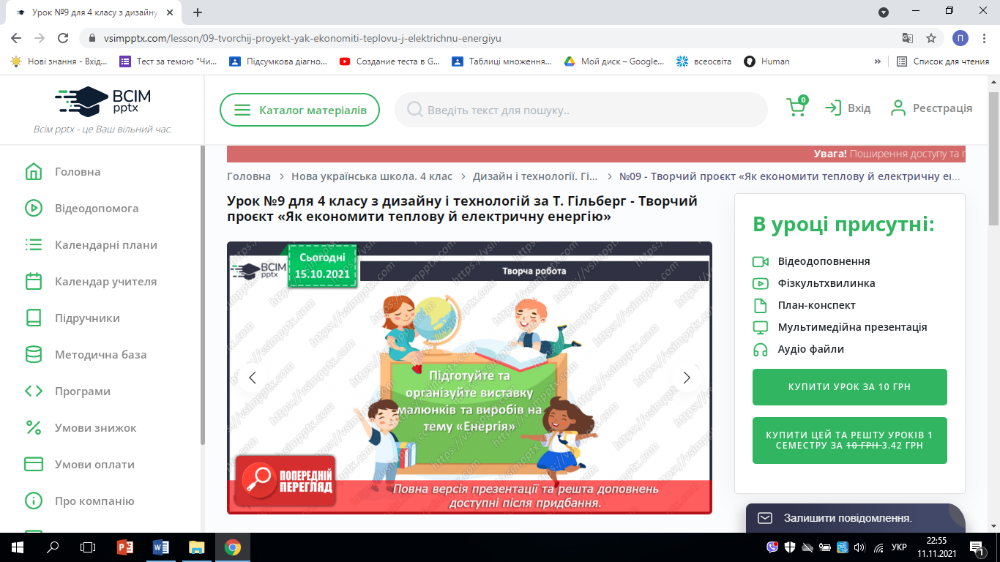 Урок №9 для 4 класу з дизайну
vsimpptx.com/lesson/09-tvorchij-proyekt-yak-ekonomiti-teplovu-j-elektrichnu-energiyu
П
Нові знання - Вхід...
Тест за темою "Чи...
Підсумкова діагно...
Создание теста в G...
Таблиці множення...
Мой диск – Google...
всеосвіта
Human
»
Список для чтения
ВСІМ
pptx
Всім pptx - це Ваш вільний час.
Каталог матеріалів
Введіть текст для пошуку..
0
Вхід
Реєстрація
Увага! Поширення доступу та п
Головна
Відеодопомога
Календарні плани
Календар учителя
Підручники
Методична база
Програми
Умови знижок
Умови оплати
Про компанію
Головна > Нова українська школа. 4 клас > Дизайн і технології. Гі... > №09 - Творчий проєкт «Як економити теплову й електричну ен...
Урок №9 для 4 класу з дизайну і технологій за Т. Гільберг - Творчий
проєкт «Як економити теплову й електричну енергію»
ВСІМ
pptx
Сьогодні
15.10.2021
Творча робота
https://vsimpptx.com
Підготуйте та
організуйте виставку
малюнків та виробів на
тему «Енергія»
ПОПЕРЕДНІЙ
ПЕРЕГЛЯД
Повна версія презентації та решта доповнень
доступні після придбання.
В уроці присутні:
Відеодоповнення
Фізкультхвилинка
План-конспект
Мультимедійна презентація
Аудіо файли
КУПИТИ УРОК ЗА 10 ГРН
КУПИТИ ЦЕЙ ТА РЕШТУ УРОКІВ 1
СЕМЕСТРУ ЗА 10 ГРН 3.42 ГРН
Залишити повідомлення.
УКР
22:55
11.11.2021
1